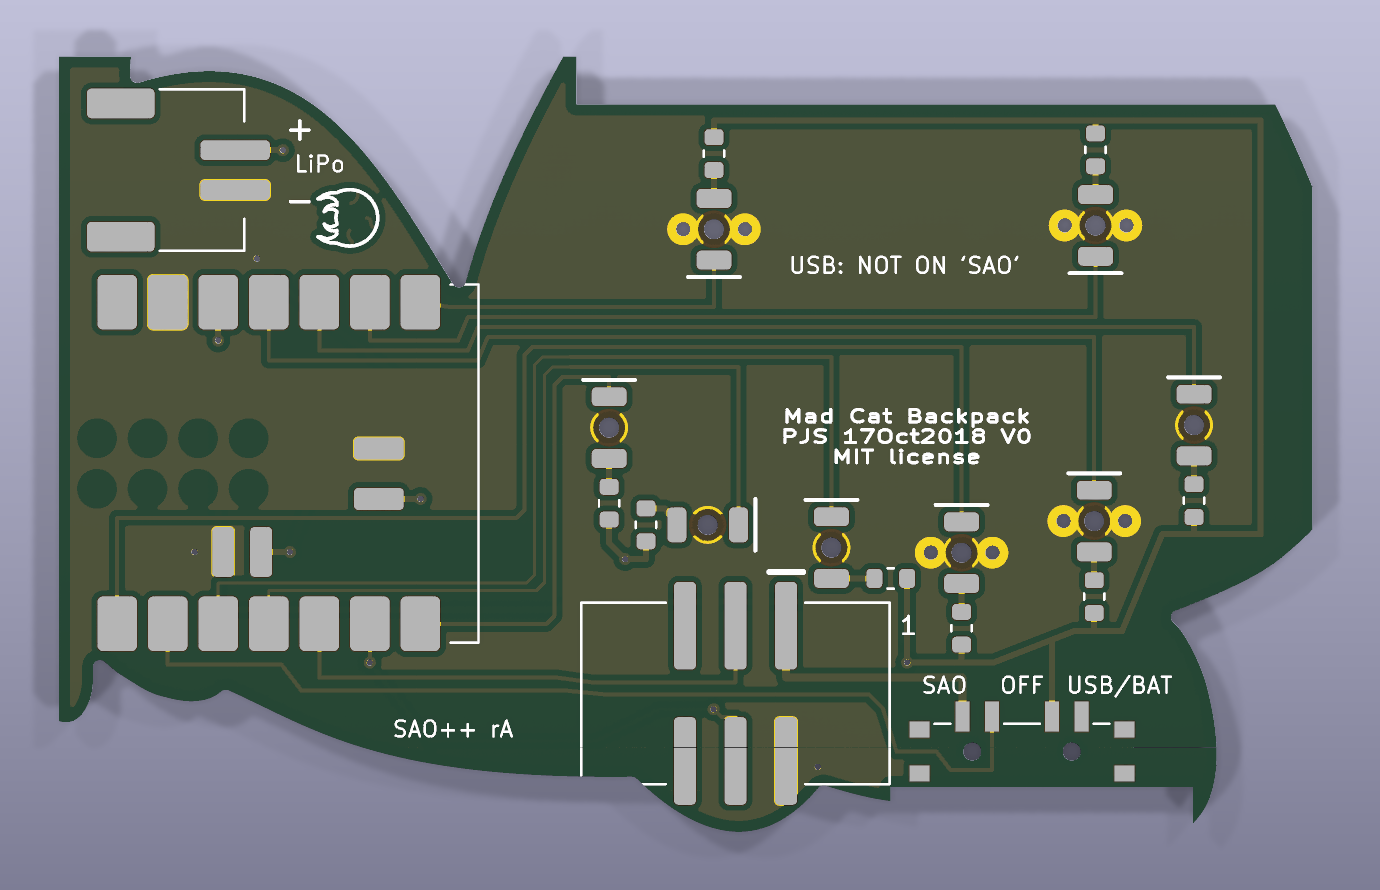 +
LiPo
−
USB: NOT ON 'SAO'
Mad Cat Backpack
PJS 17Oct2018 V0
MIT license
1
SAO OFF USB/BAT
SAO++ rA